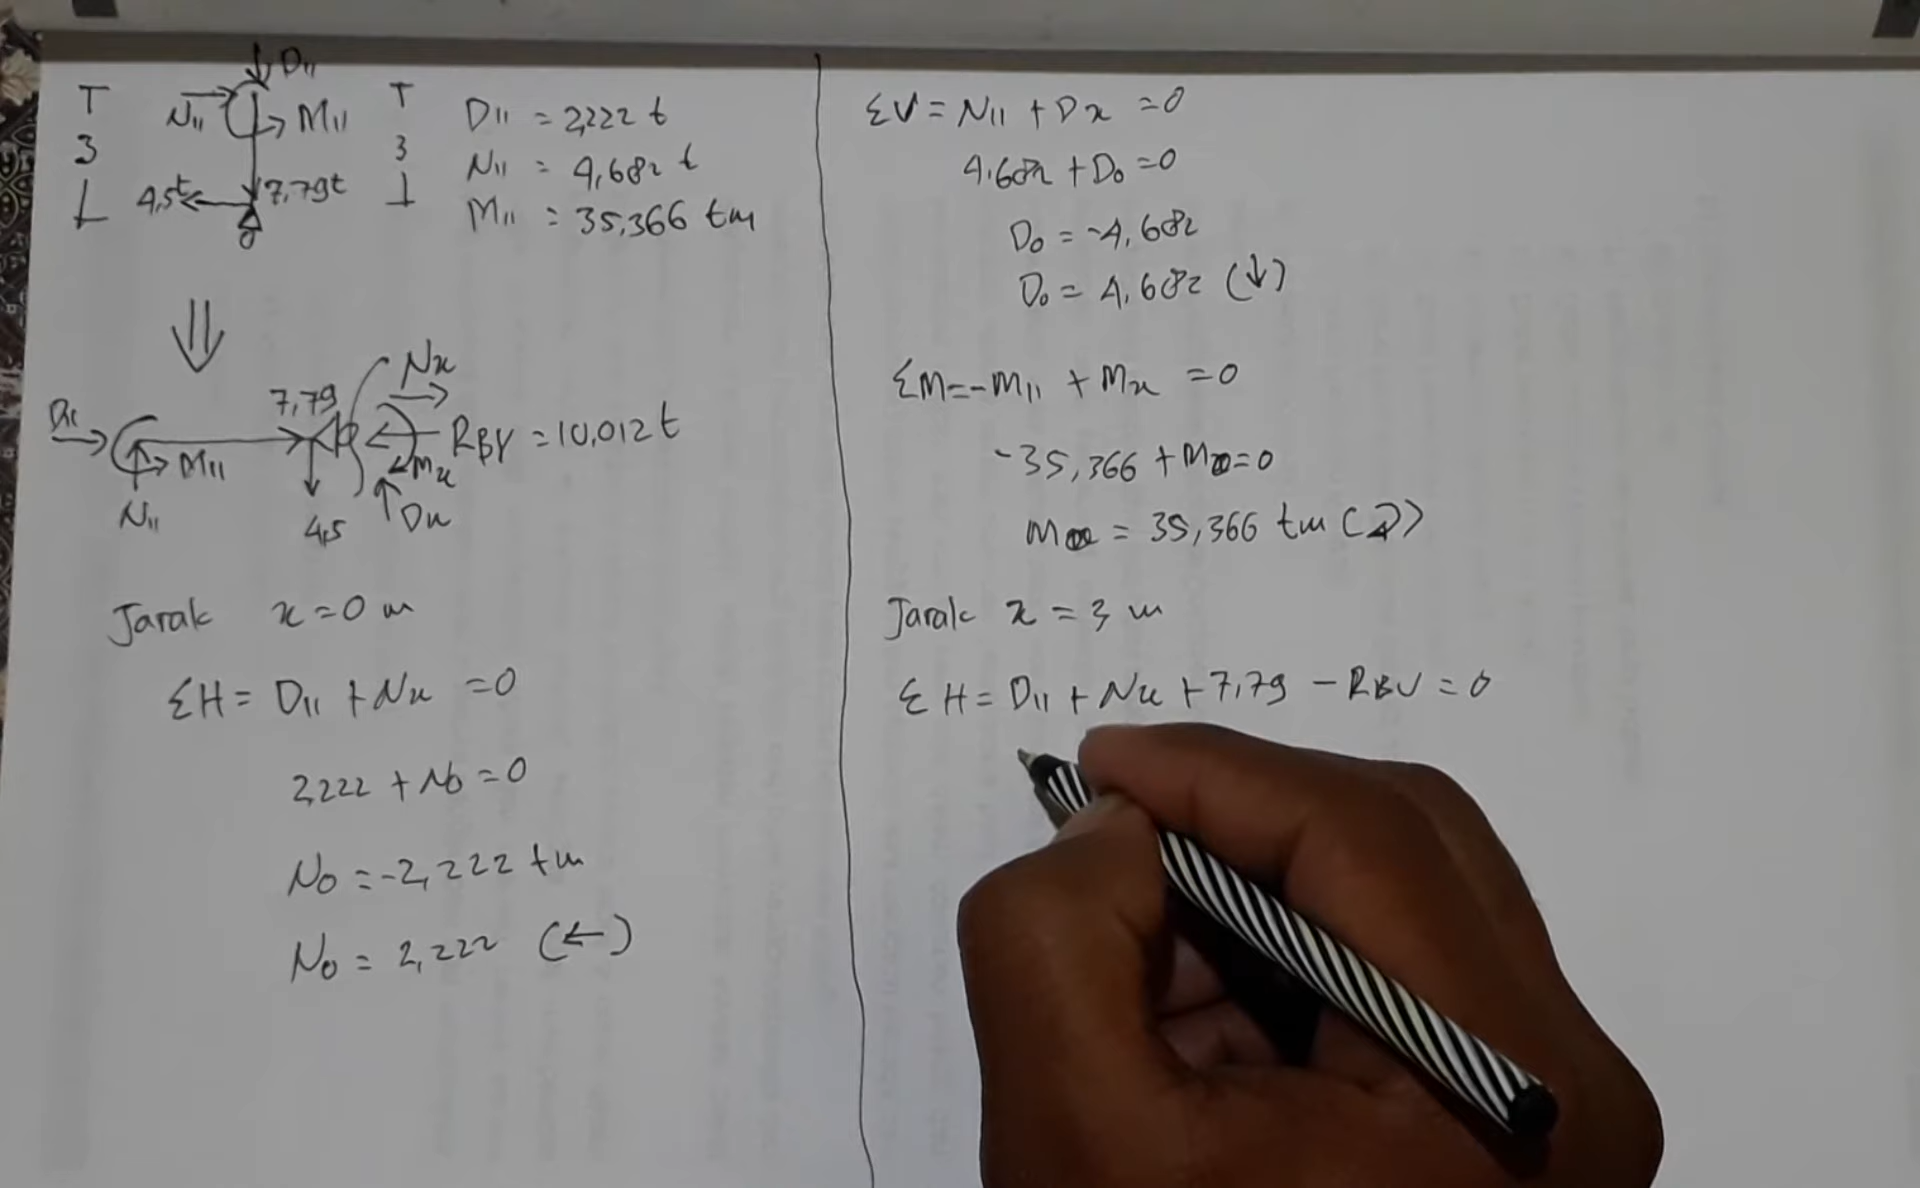 D11
T
3
N11
M11
T
3
4,5t
7,79t
D11 = 2,222 t
N11 = 4,682 t
M11 = 35,366 tm
D11
M11
N11
7,79
4,5
Nx
RBV = 10,012 t
Mx
Dx
Jarak x = 0 m
ΣH = D11 + Nx = 0
2,222 + N0 = 0
N0 = -2,222 tm
N0 = 2,222 (←)
ΣV = N11 + Dx = 0
4.682 + D0 = 0
D0 = -4,682
D0 = 4,682 (↓)
ΣM = -M11 + Mx = 0
-35,366 + M0 = 0
= 35,366 tm (⤵)
Jarak x = 3 m
ΣH = D11 + Nx + 7,79 - RBV = 0